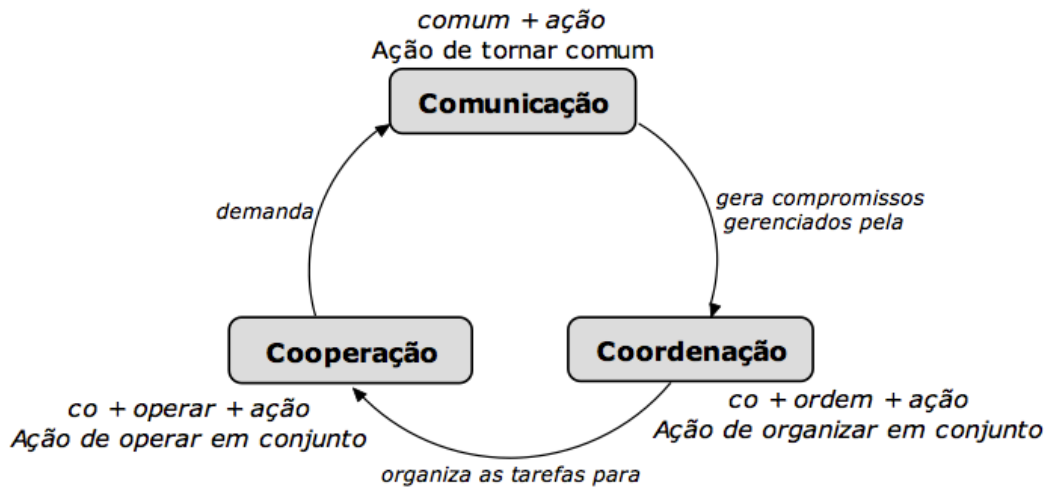 comum + ação
Ação de tornar comum
Comunicação
demanda
gera compromissos
gerenciados pela
Cooperação
Coordenação
co + operar + ação
Ação de operar em conjunto
co + ordem + ação
Ação de organizar em conjunto
organiza as tarefas para